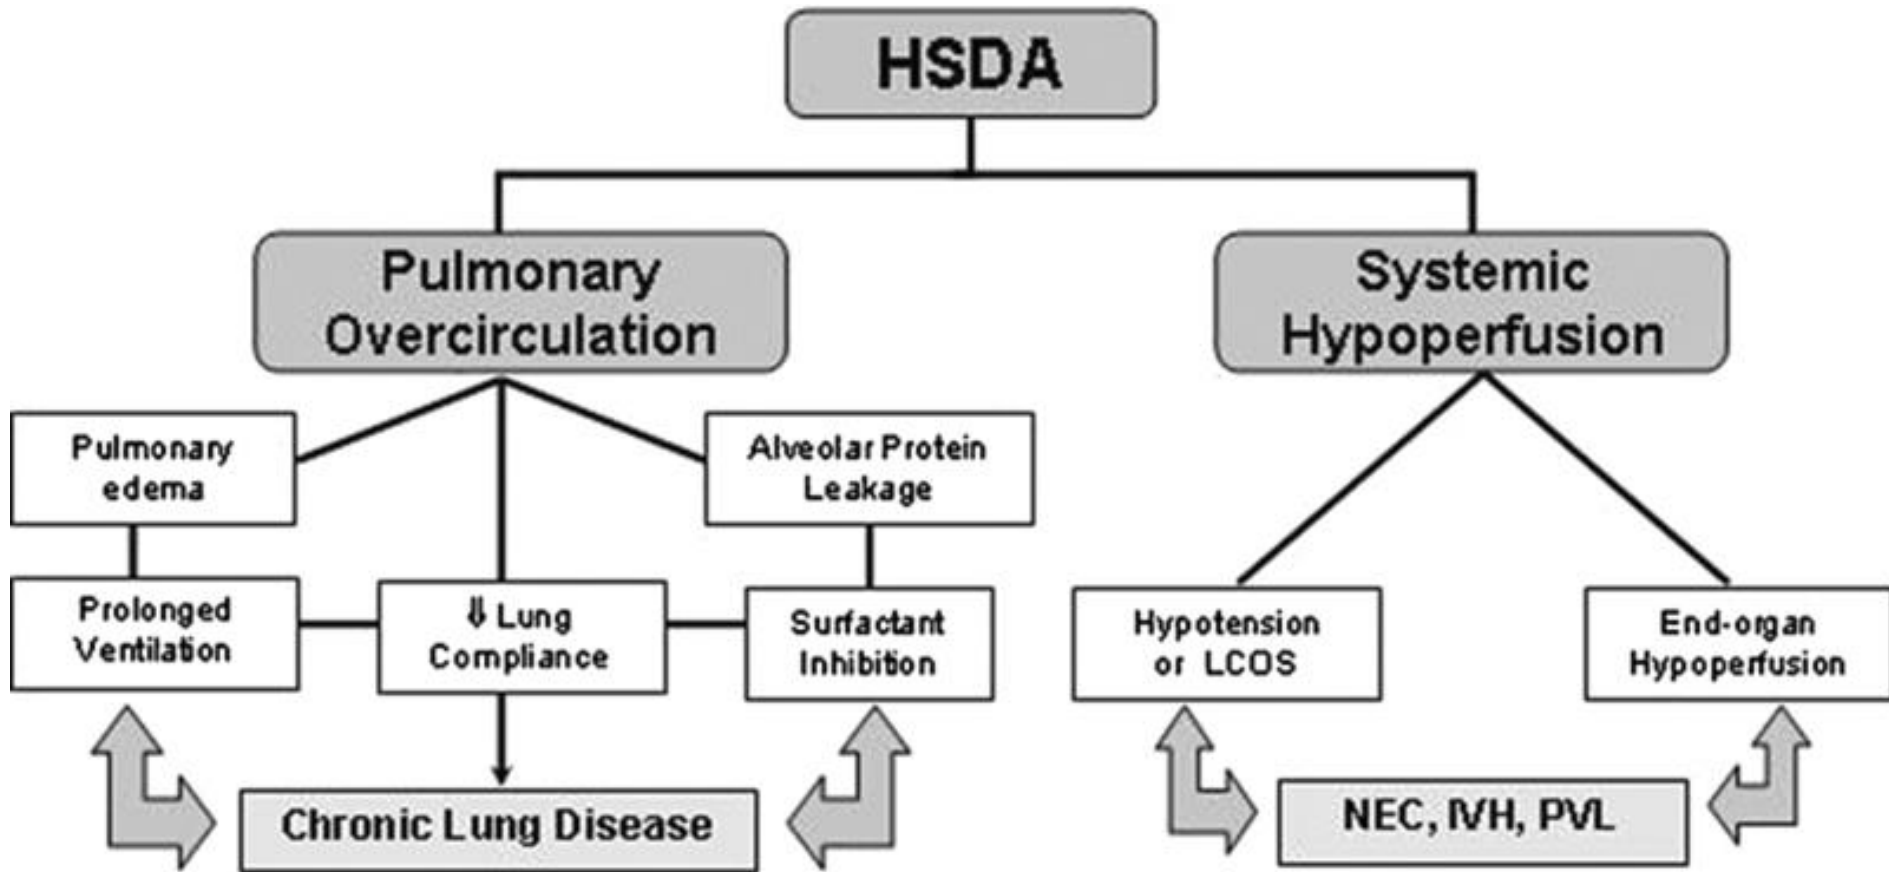 HSDA
Pulmonary
Overcirculation
Systemic
Hypoperfusion
Pulmonary
edema
Alveolar Protein
Leakage
Prolonged
Ventilation
⇓ Lung
Compliance
Surfactant
Inhibition
Hypotension
or LCOS
End-organ
Hypoperfusion
Chronic Lung Disease
NEC, IVH, PVL